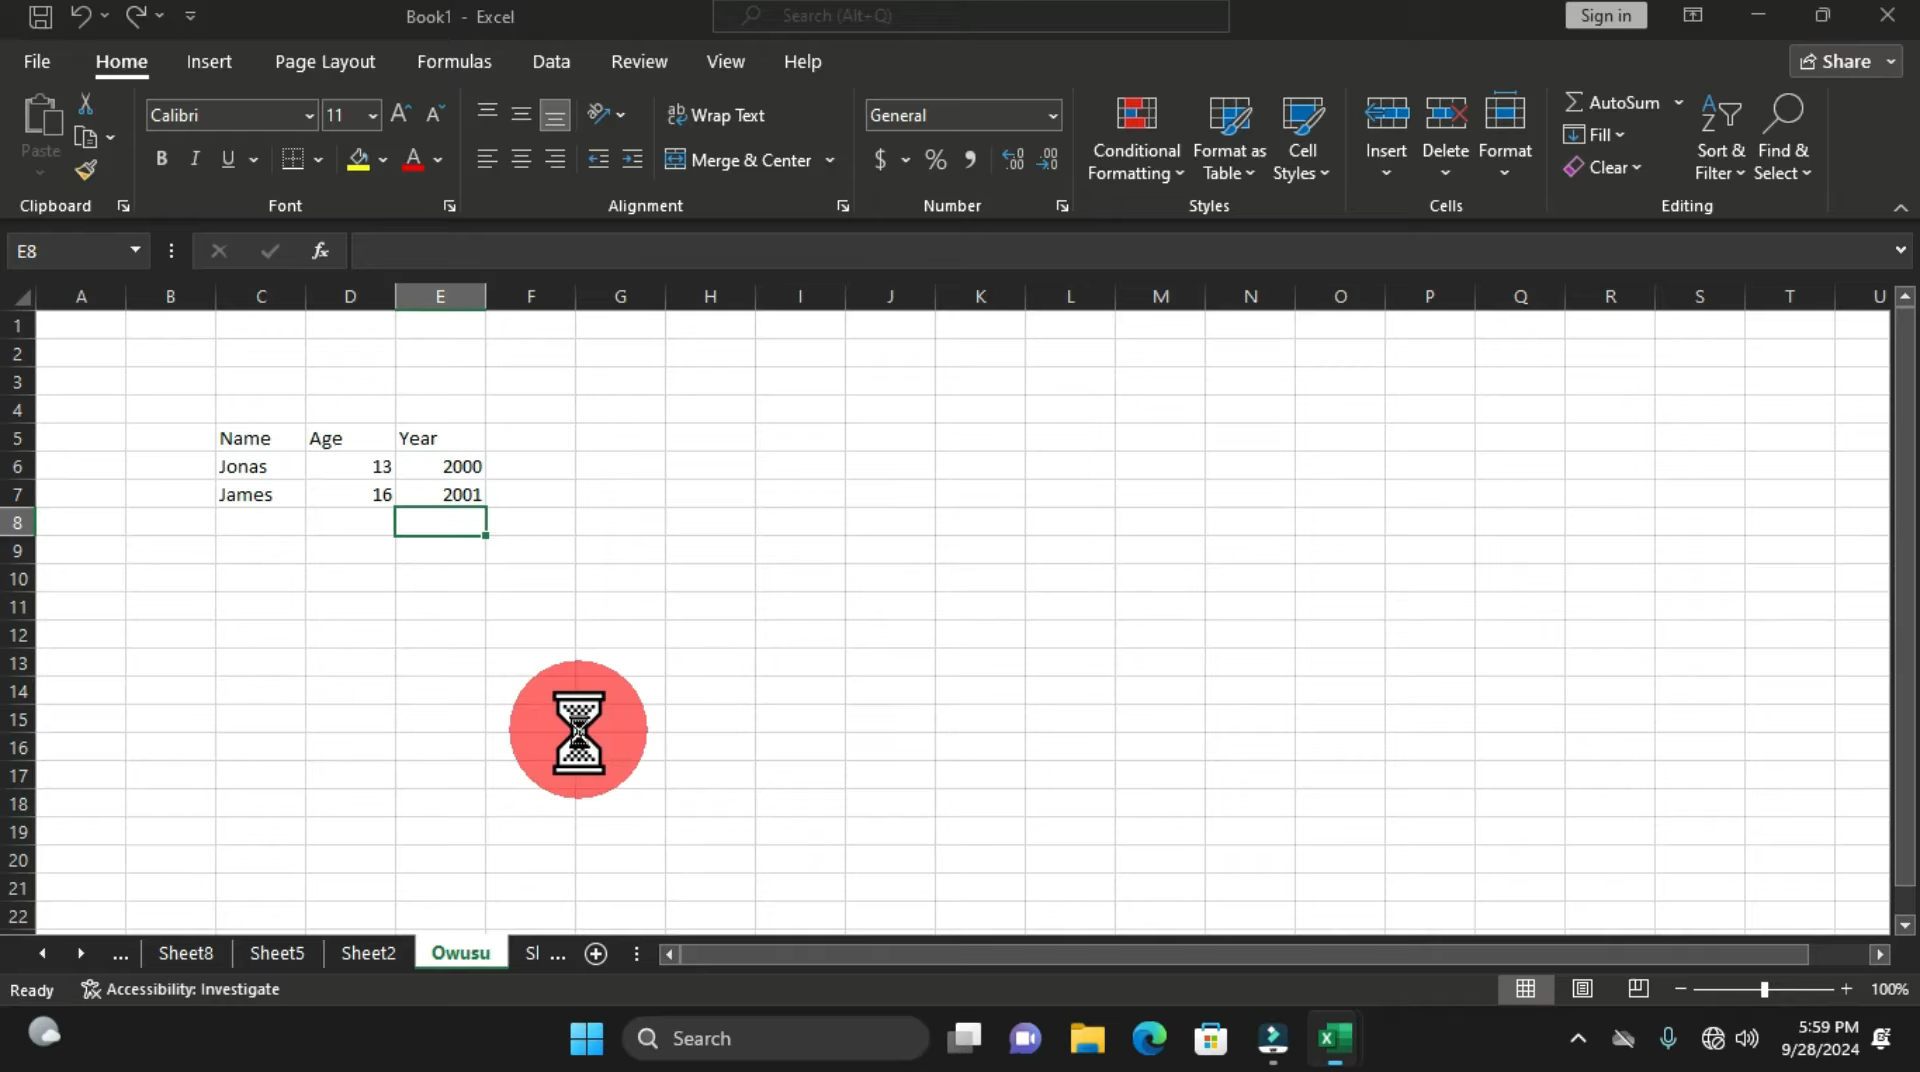 Book1 - Excel
Search (Alt+Q)
Sign in
File Home Insert Page Layout Formulas Data Review View Help
Share
Paste
Calibri
11
B I U
Wrap Text
Merge & Center
General
$ %
Conditional
Formatting
Format as
Table
Cell
Styles
Insert
Delete
Format
AutoSum
Fill
Clear
Sort &
Filter
Find &
Select
Clipboard Font Alignment Number Styles Cells Editing
E8
fx
A B C D E F G H I J K L M N O P Q R S T U
1
2
3
4
5 Name Age Year
6 Jonas 13 2000
7 James 16 2001
8
9
10
11
12
13
14
15
16
17
18
19
20
21
22
... Sheet8 Sheet5 Sheet2 Owusu Sl ...
Ready Accessibility: Investigate
100%
Search
5:59 PM
9/28/2024